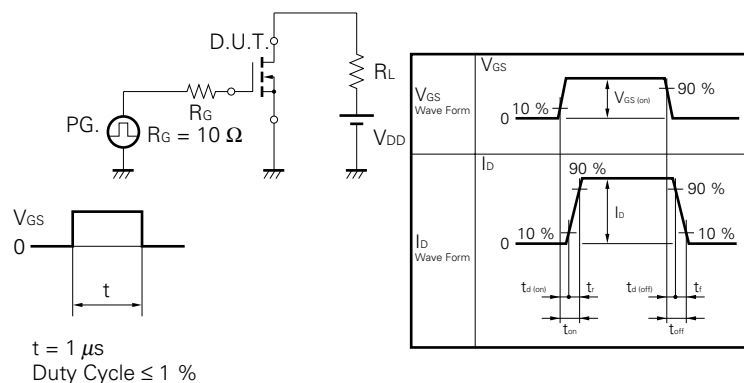 D.U.T.
RL
RG
PG.
RG = 10 Ω
VDD
VGS
0
t
t = 1 μs
Duty Cycle ≤ 1 %
VGS
Wave Form
VGS
10 %
VGS (on)
90 %
0
ID
Wave Form
ID
90 %
90 %
ID
10 %
10 %
0
td (on)
tr
td (off)
tf
ton
toff